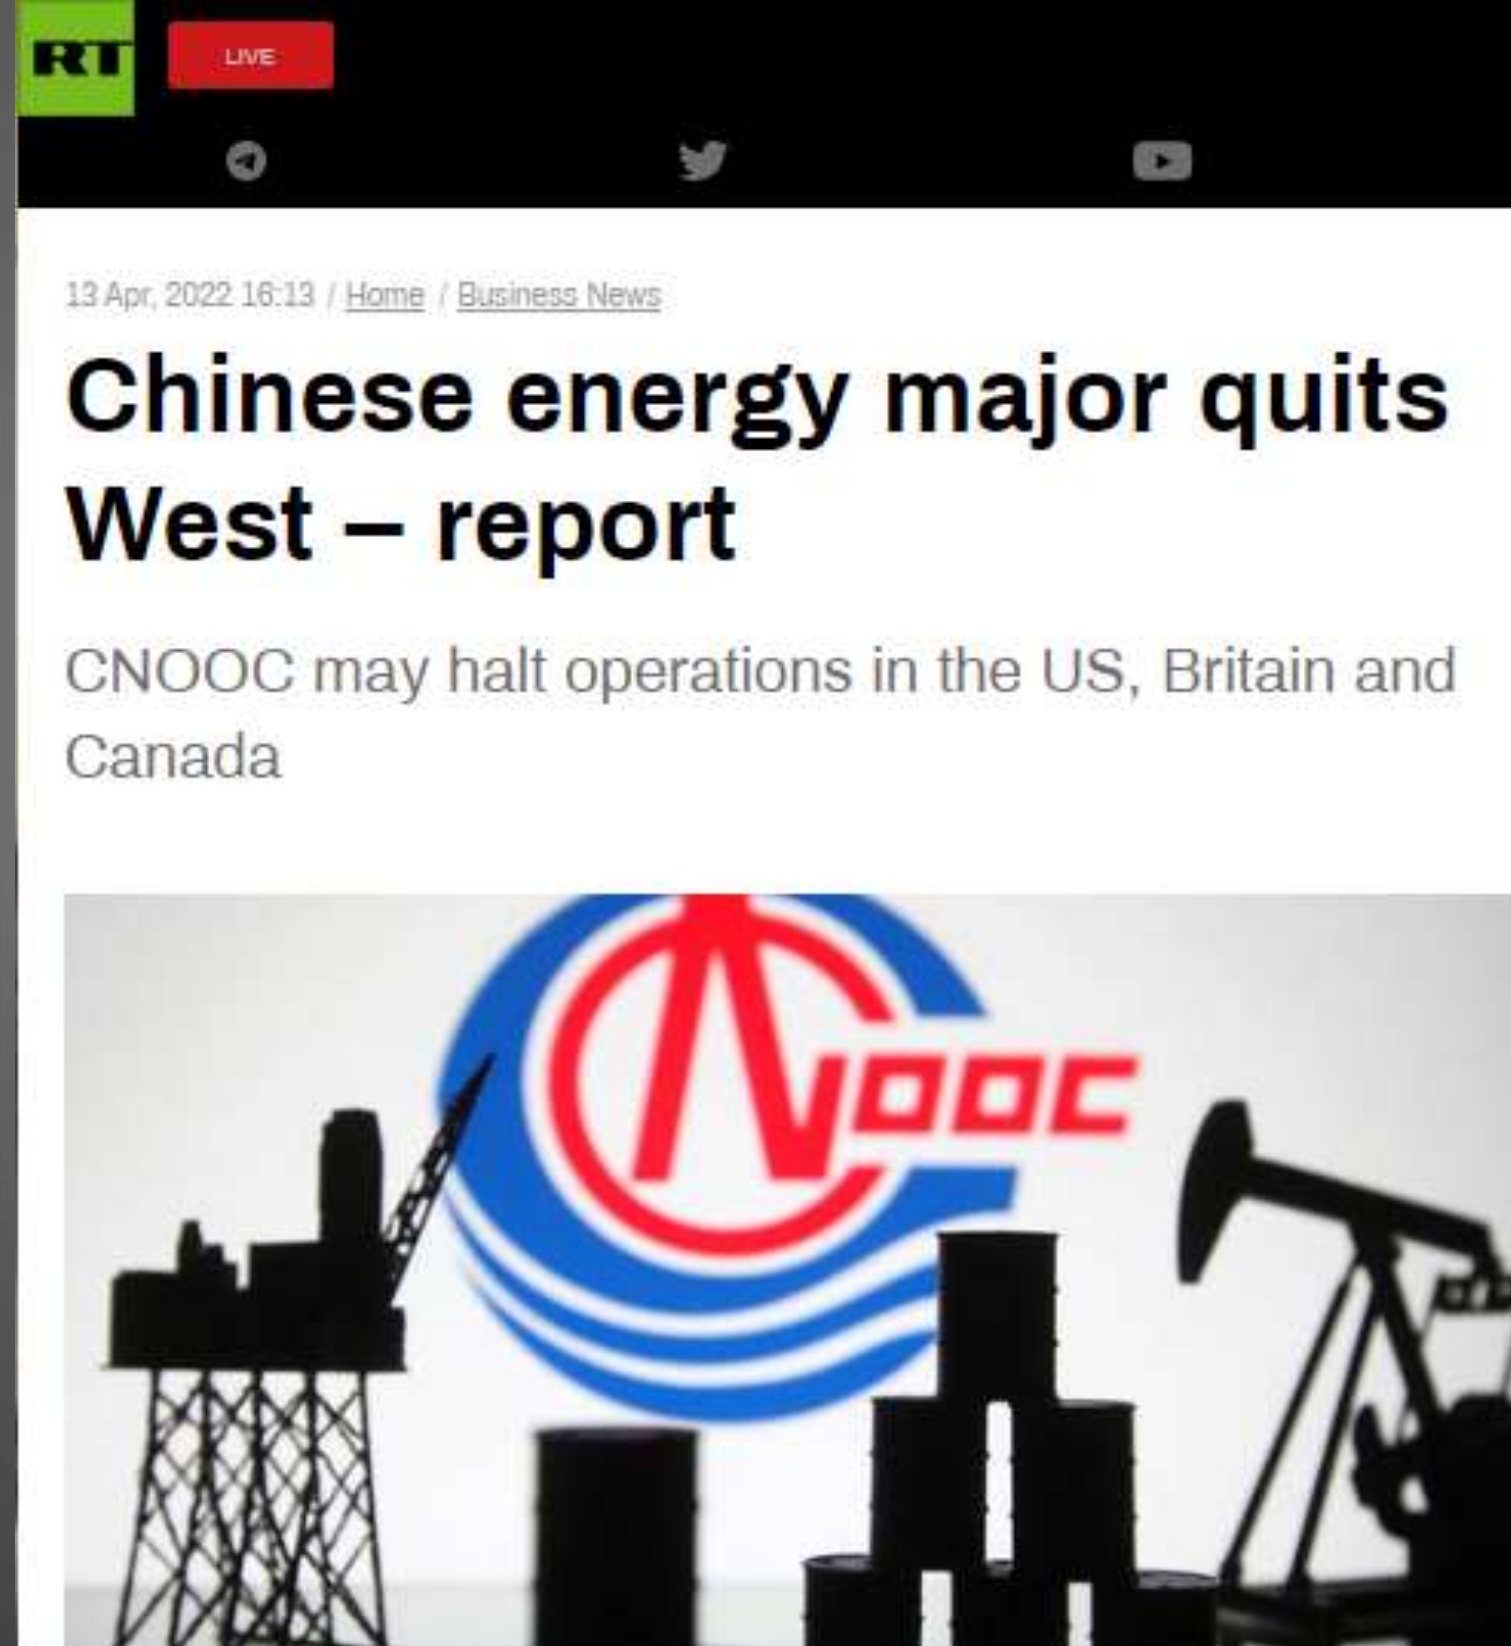 RT
LIVE
13 Apr, 2022 16:13 / Home / Business News
Chinese energy major quits
West – report
CNOOC may halt operations in the US, Britain and
Canada
CNOOC